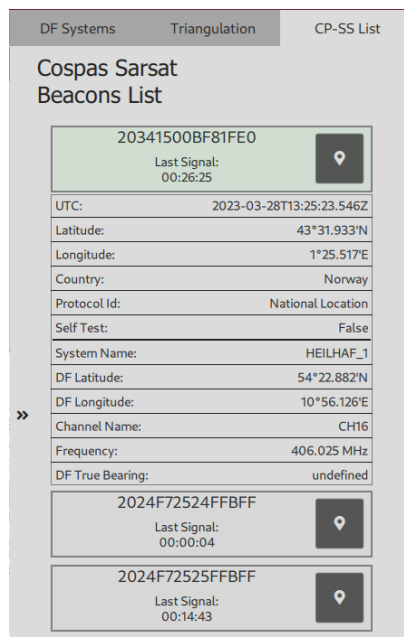 DF Systems Triangulation CP-SS List
Cospas Sarsat
Beacons List
20341500BF81FE0
Last Signal:
00:26:25
UTC: 2023-03-28T13:25:23.546Z
Latitude: 43°31.933'N
Longitude: 1°25.517'E
Country: Norway
Protocol Id: National Location
Self Test: False
System Name: HEILHAF_1
DF Latitude: 54°22.882'N
DF Longitude: 10°56.126'E
Channel Name: CH16
Frequency: 406.025 MHz
DF True Bearing: undefined
»
2024F72524FFBFF
Last Signal:
00:00:04
2024F72525FFBFF
Last Signal:
00:14:43